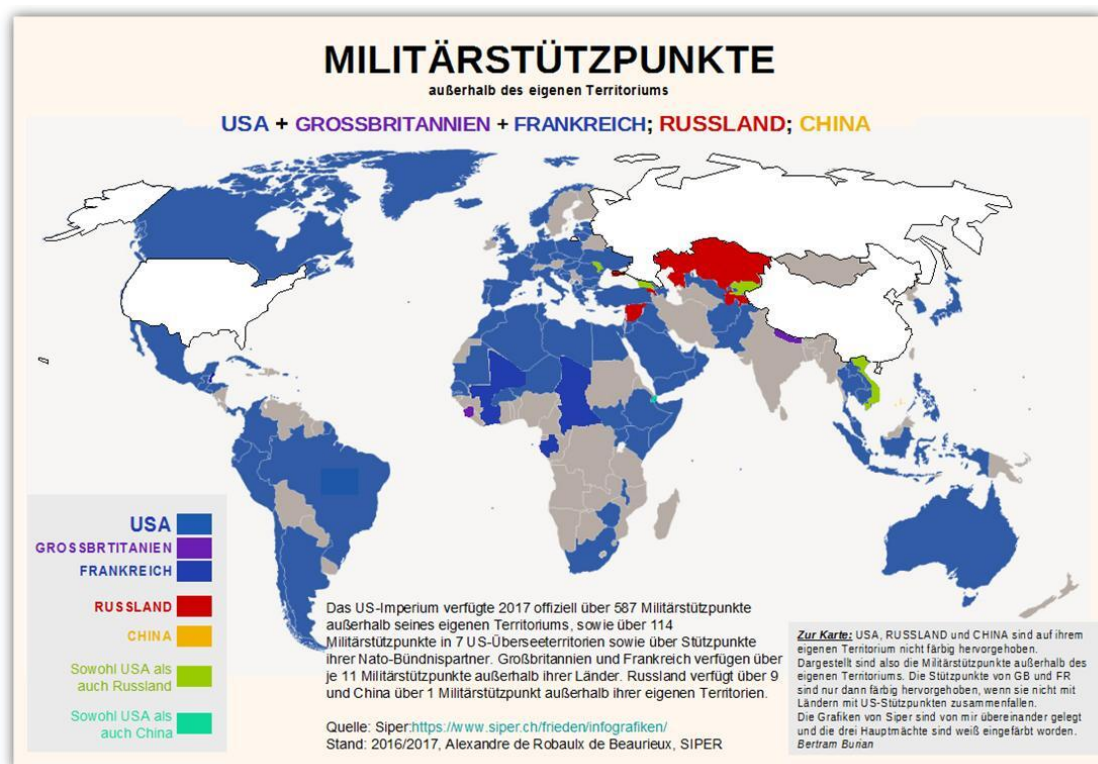 MILITÄRSTÜTZPUNKTE
außerhalb des eigenen Territoriums
USA + GROSSBRITANNIEN + FRANKREICH; RUSSLAND; CHINA
USA
GROSSBRTITANIEN
FRANKREICH
RUSSLAND
CHINA
Sowohl USA als
auch Russland
Sowohl USA als
auch China
Das US-Imperium verfügte 2017 offiziell über 587 Militärstützpunkte
außerhalb seines eigenen Territoriums, sowie über 114
Militärstützpunkte in 7 US-Überseeterritorien sowie über Stützpunkte
ihrer Nato-Bündnispartner. Großbritannien und Frankreich verfügen über
je 11 Militärstützpunkte außerhalb ihrer Länder. Russland verfügt über
9 und China über 1 Militärstützpunkt außerhalb ihrer eigenen Territorien.
Quelle: Siper:https://www.siper.ch/frieden/infografiken/
Stand: 2016/2017, Alexandre de Robaulx de Beaurieux, SIPER
Zur Karte: USA, RUSSLAND und CHINA sind auf ihrem
eigenen Territorium nicht färbig hervorgehoben.
Dargestellt sind also die Militärstützpunkte außerhalb des
eigenen Territoriums. Die Stützpunkte von GB und FR
sind nur dann färbig hervorgehoben, wenn sie nicht mit
Ländern mit US-Stützpunkten zusammenfallen.
Die Grafiken von Siper sind von mir übereinander gelegt
und die drei Hauptmächte sind weiß eingefärbt worden.
Bertram Burian